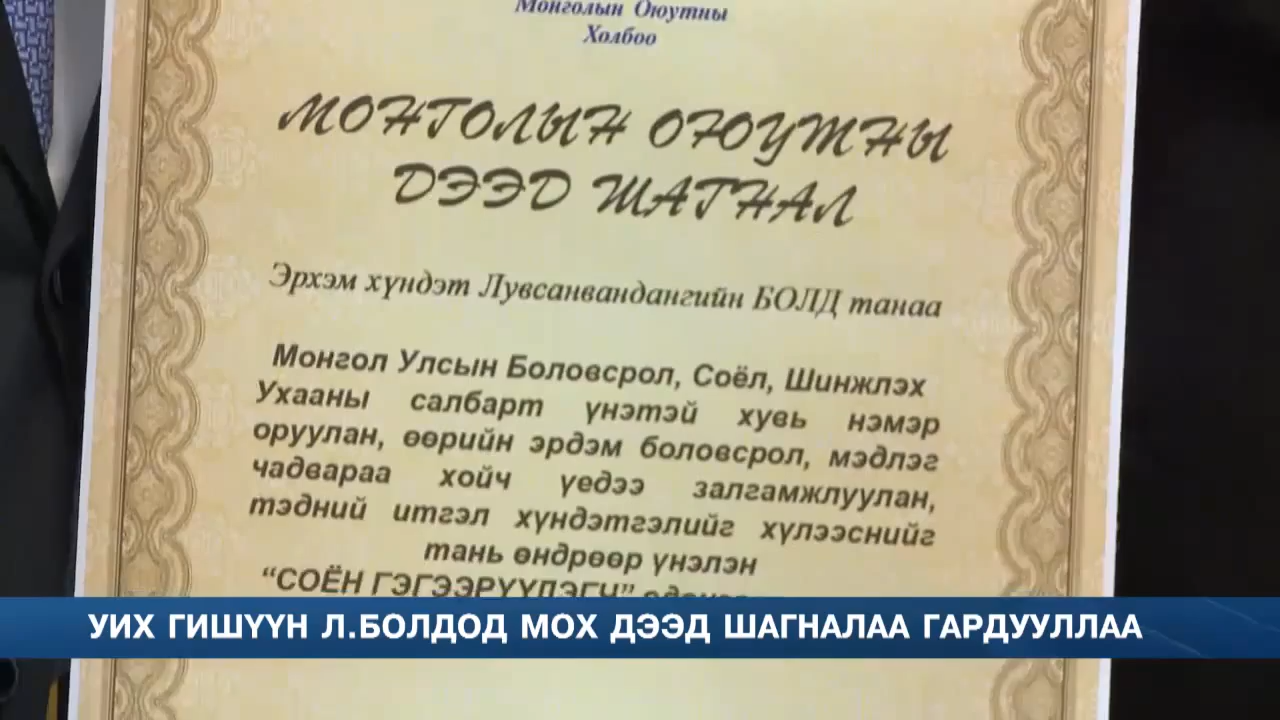 Монголын Оюутны
Холбоо
МОНГОЛЫН ОЮУТНЫ
ДЭЭД ШАГНАЛ
Эрхэм хүндэт Лувсанвандангийн БОЛД танаа
Монгол Улсын Боловсрол, Соёл, Шинжлэх
Ухааны салбарт үнэтэй хувь нэмэр
оруулан, өөрийн эрдэм боловсрол, мэдлэг
чадвараа хойч үедээ залгамжлуулан,
тэдний итгэл хүндэтгэлийг хүлээснийг
тань өндрөөр үнэлэн
“СОЁН ГЭГЭЭРҮҮЛЭГЧ”
УИХ ГИШҮҮН Л.БОЛДОД МОХ ДЭЭД ШАГНАЛАА ГАРДУУЛЛАА